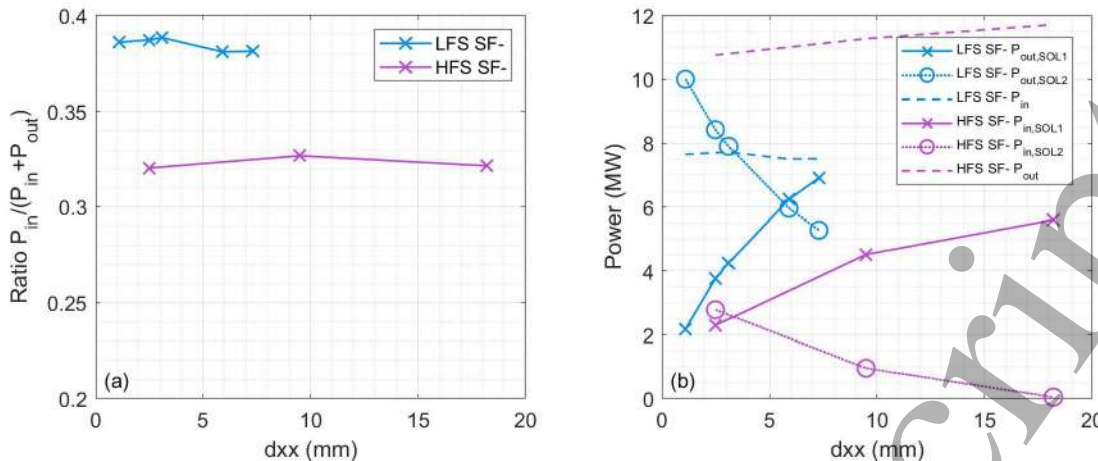 0.4
0.35
0.3
0.25
0.2
Ratio P_in/(P_in+P_out)
LFS SF-
HFS SF-
(a)
0 5 10 15 20
dxx (mm)
12
10
8
6
4
2
0
Power (MW)
LFS SF- P_out,SOL1
LFS SF- P_out,SOL2
LFS SF- P_in
HFS SF- P_in,SOL1
HFS SF- P_in,SOL2
HFS SF- P_out
(b)
0 5 10 15 20
dxx (mm)
crip